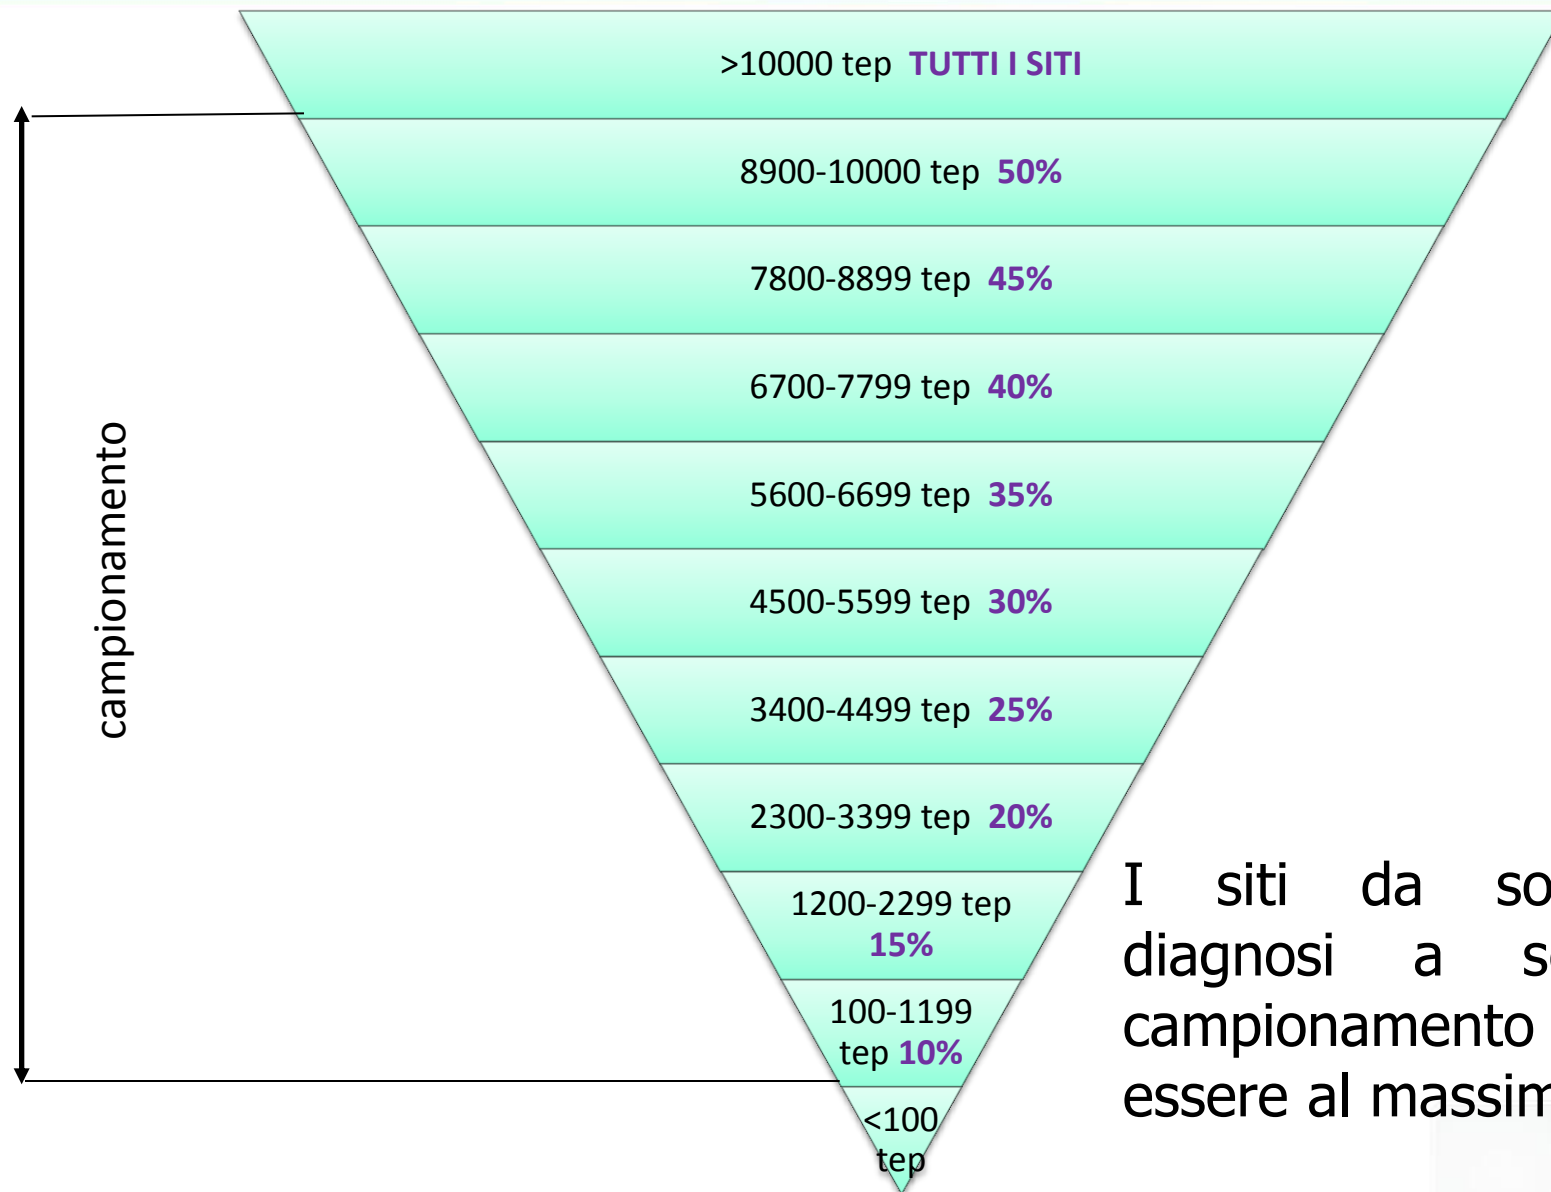 >10000 tep TUTTI I SITI
8900-10000 tep 50%
7800-8899 tep 45%
6700-7799 tep 40%
5600-6699 tep 35%
4500-5599 tep 30%
3400-4499 tep 25%
2300-3399 tep 20%
1200-2299 tep
15%
100-1199
tep 10%
<100
tep
campionamento
I siti da
diagnosi a
campionamento
essere al